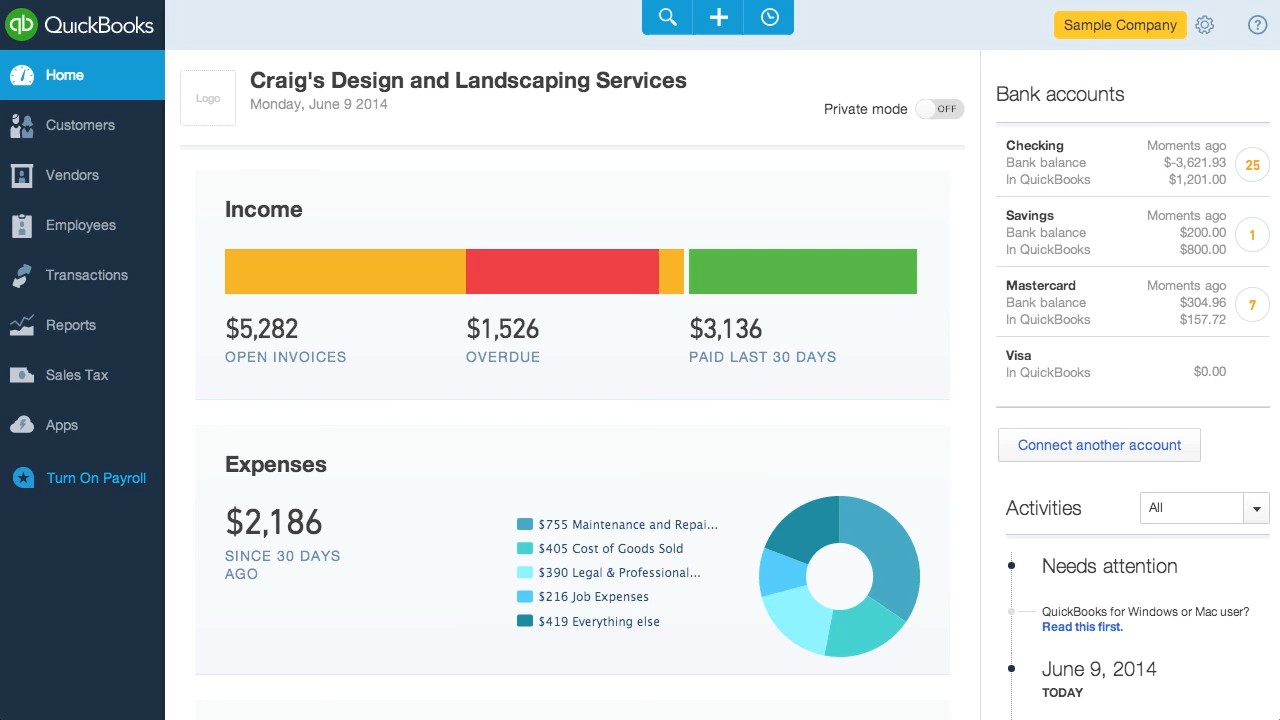 QuickBooks
Sample Company
?
Home
Customers
Vendors
Employees
Transactions
Reports
Sales Tax
Apps
Turn On Payroll
Logo
Craig's Design and Landscaping Services
Monday, June 9 2014
Private mode OFF
Income
$5,282 $1,526 $3,136
OPEN INVOICES OVERDUE PAID LAST 30 DAYS
Expenses
$2,186
SINCE 30 DAYS
AGO
$755 Maintenance and Repai...
$405 Cost of Goods Sold
$390 Legal & Professional...
$216 Job Expenses
$419 Everything else
Bank accounts
Checking Moments ago
Bank balance $-3,621.93
In QuickBooks $1,201.00
25
Savings Moments ago
Bank balance $200.00
In QuickBooks $800.00
1
Mastercard Moments ago
Bank balance $304.96
In QuickBooks $157.72
7
Visa
In QuickBooks $0.00
Connect another account
Activities All
Needs attention
QuickBooks for Windows or Mac user?
Read this first.
June 9, 2014
TODAY